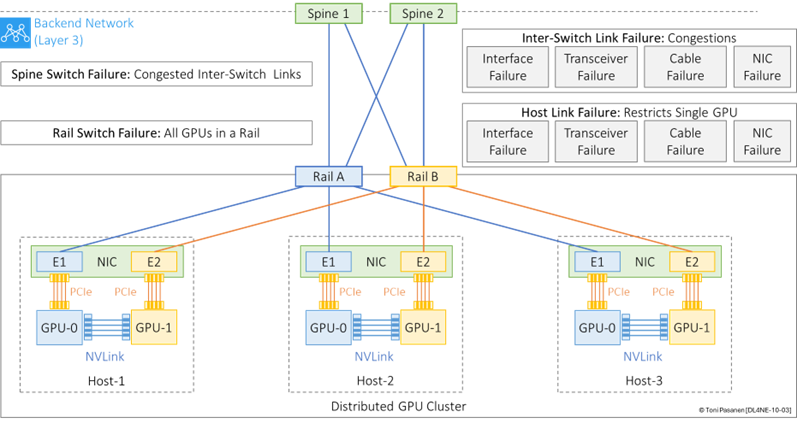 Backend Network
(Layer 3)
Spine 1
Spine 2
Spine Switch Failure: Congested Inter-Switch Links
Rail Switch Failure: All GPUs in a Rail
Inter-Switch Link Failure: Congestions
Interface
Failure
Transceiver
Failure
Cable
Failure
NIC
Failure
Host Link Failure: Restricts Single GPU
Interface
Failure
Transceiver
Failure
Cable
Failure
NIC
Failure
Rail A
Rail B
E1
NIC
E2
PCIe
PCIe
GPU-0
GPU-1
NVLink
Host-1
E1
NIC
E2
PCIe
PCIe
GPU-0
GPU-1
NVLink
Host-2
E1
NIC
E2
PCIe
PCIe
GPU-0
GPU-1
NVLink
Host-3
Distributed GPU Cluster
© Toni Pasanen [DL4NE-10-03]